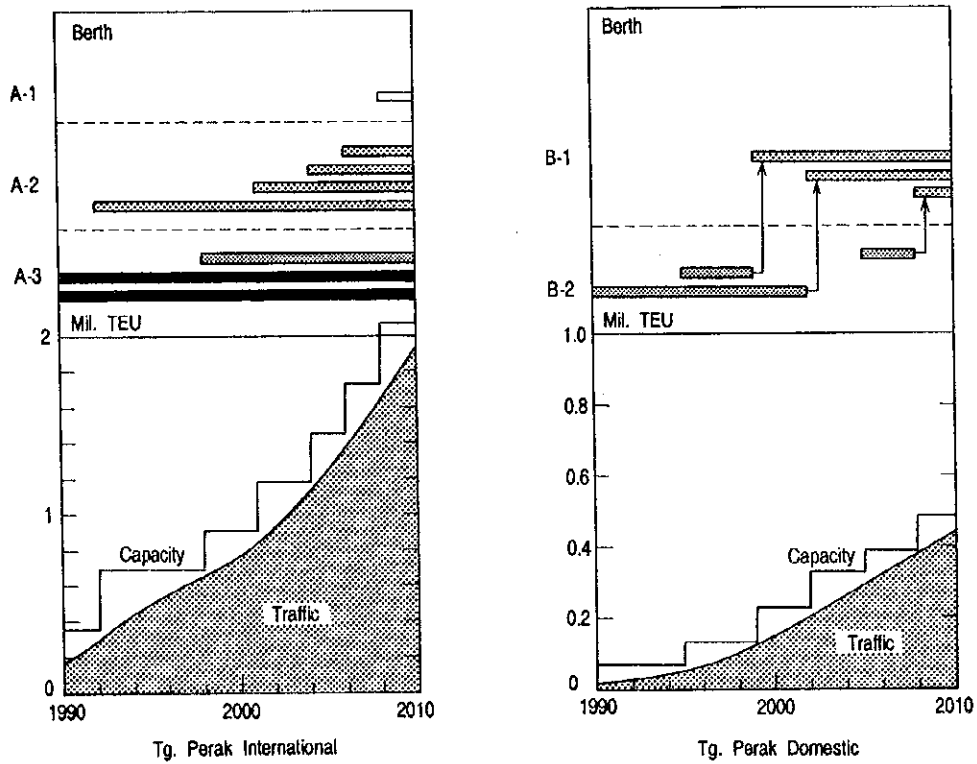 Berth
A-1
A-2
A-3
Mil. TEU
2
1
0
Capacity
Traffic
1990
2000
2010
Tg. Perak International
Berth
B-1
B-2
Mil. TEU
1.0
0.8
0.6
0.4
0.2
0
Capacity
Traffic
1990
2000
2010
Tg. Perak Domestic